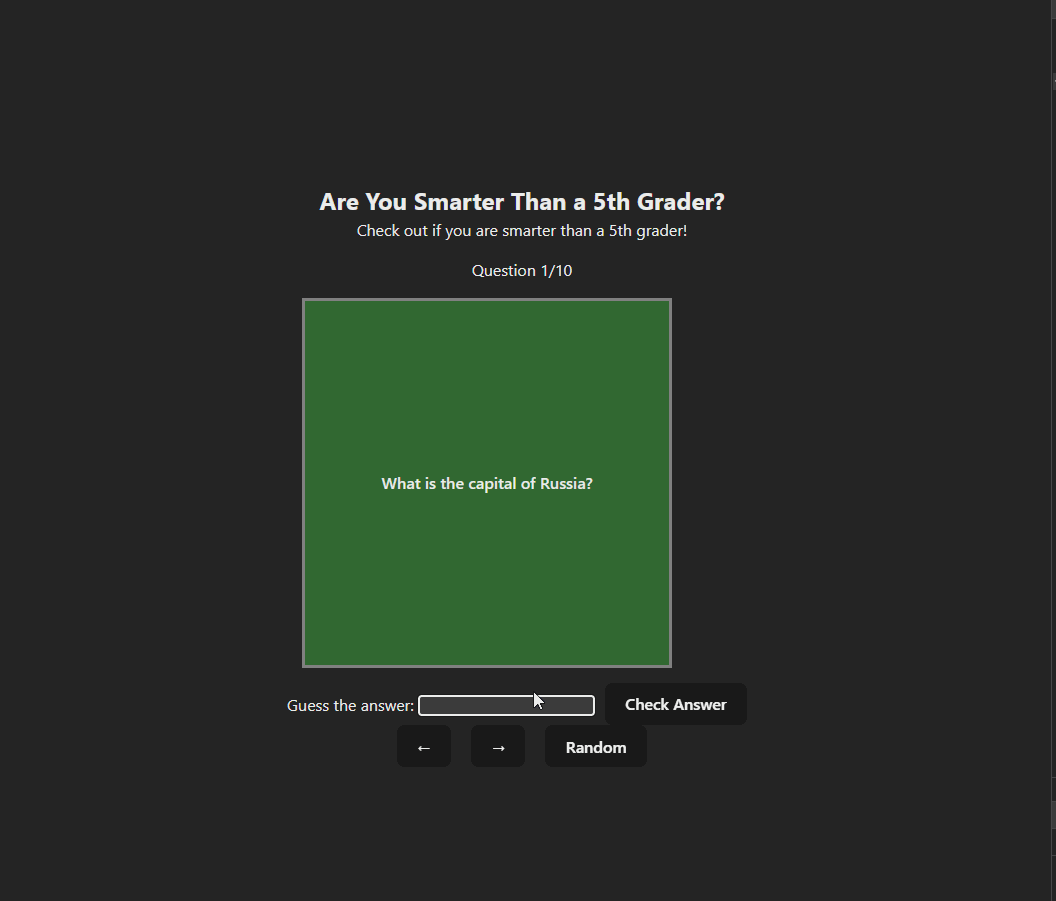 Are You Smarter Than a 5th Grader?
Check out if you are smarter than a 5th grader!
Question 1/10
What is the capital of Russia?
Guess the answer: Check Answer
← → Random